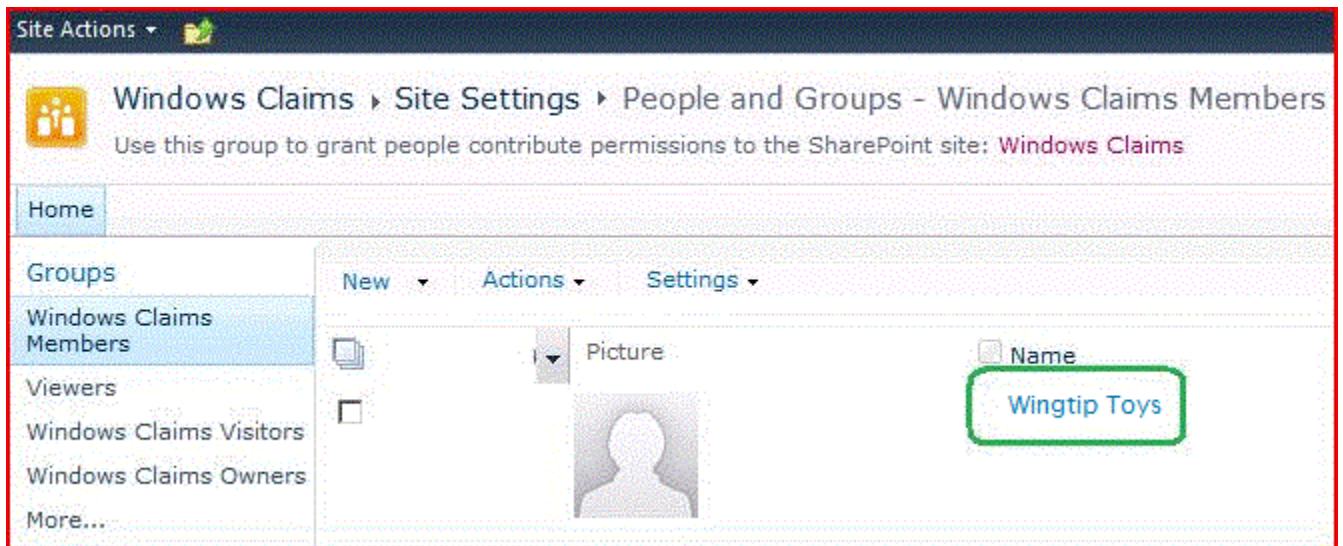 Site Actions
Windows Claims ▸ Site Settings ▸ People and Groups - Windows Claims Members
Use this group to grant people contribute permissions to the SharePoint site: Windows Claims
Home
Groups
Windows Claims
Members
Viewers
Windows Claims Visitors
Windows Claims Owners
More...
New Actions Settings
Picture Name
Wingtip Toys